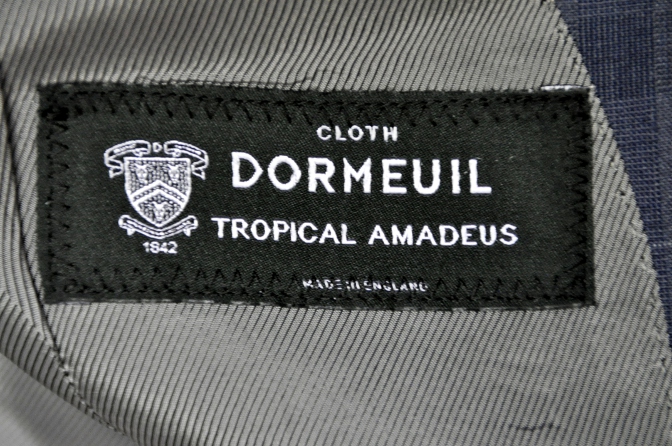 CLOTH
DORMEUIL
TROPICAL AMADEUS
D
1842
MADE IN ENGLAND